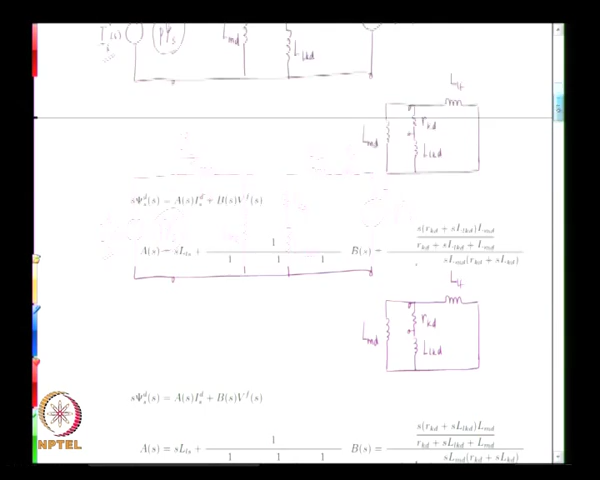 I(s)
pψ_s
L_md
L_lkd
L_lf
r_kd
L_md
L_lkd
sΨ_s^d(s) = A(s)I_s^d + B(s)V^f(s)
A(s) = sL_ls + 1 / 1 1 1
B(s) = s(r_kd + sL_lkd)L_md / r_kd + sL_lkd + L_md
sL_md(r_kd + sL_kd)
L_lf
r_kd
L_md
L_lkd
sΨ_s^d(s) = A(s)I_s^d + B(s)V^f(s)
A(s) = sL_ls + 1 / 1 1 1
B(s) = s(r_kd + sL_lkd)L_md / r_kd + sL_lkd + L_md
sL_md(r_kd + sL_kd)
NPTEL